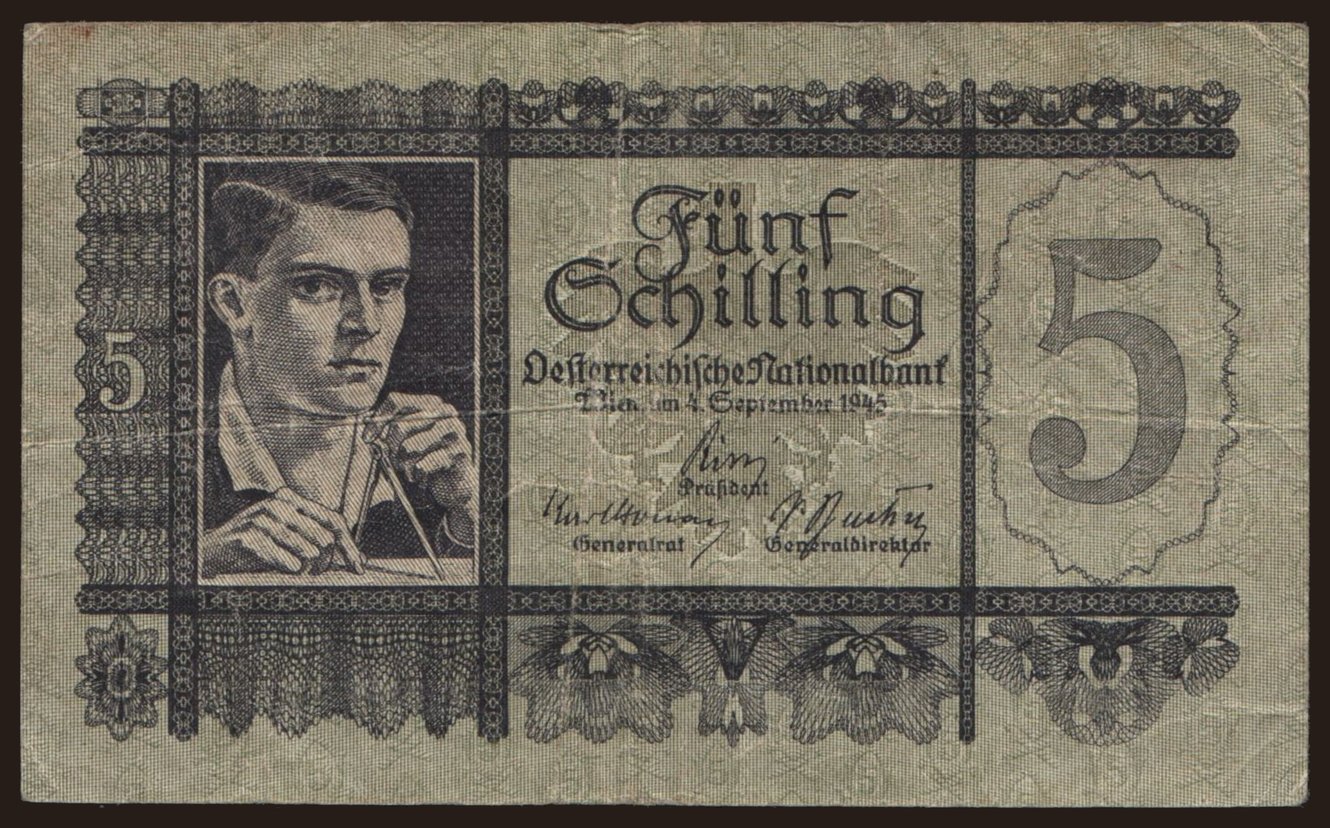 Fünf
Schilling
Oesterreichische Nationalbank
Wien, am 4. September 1945
Präsident
Generalrat
Generaldirektor
5
5